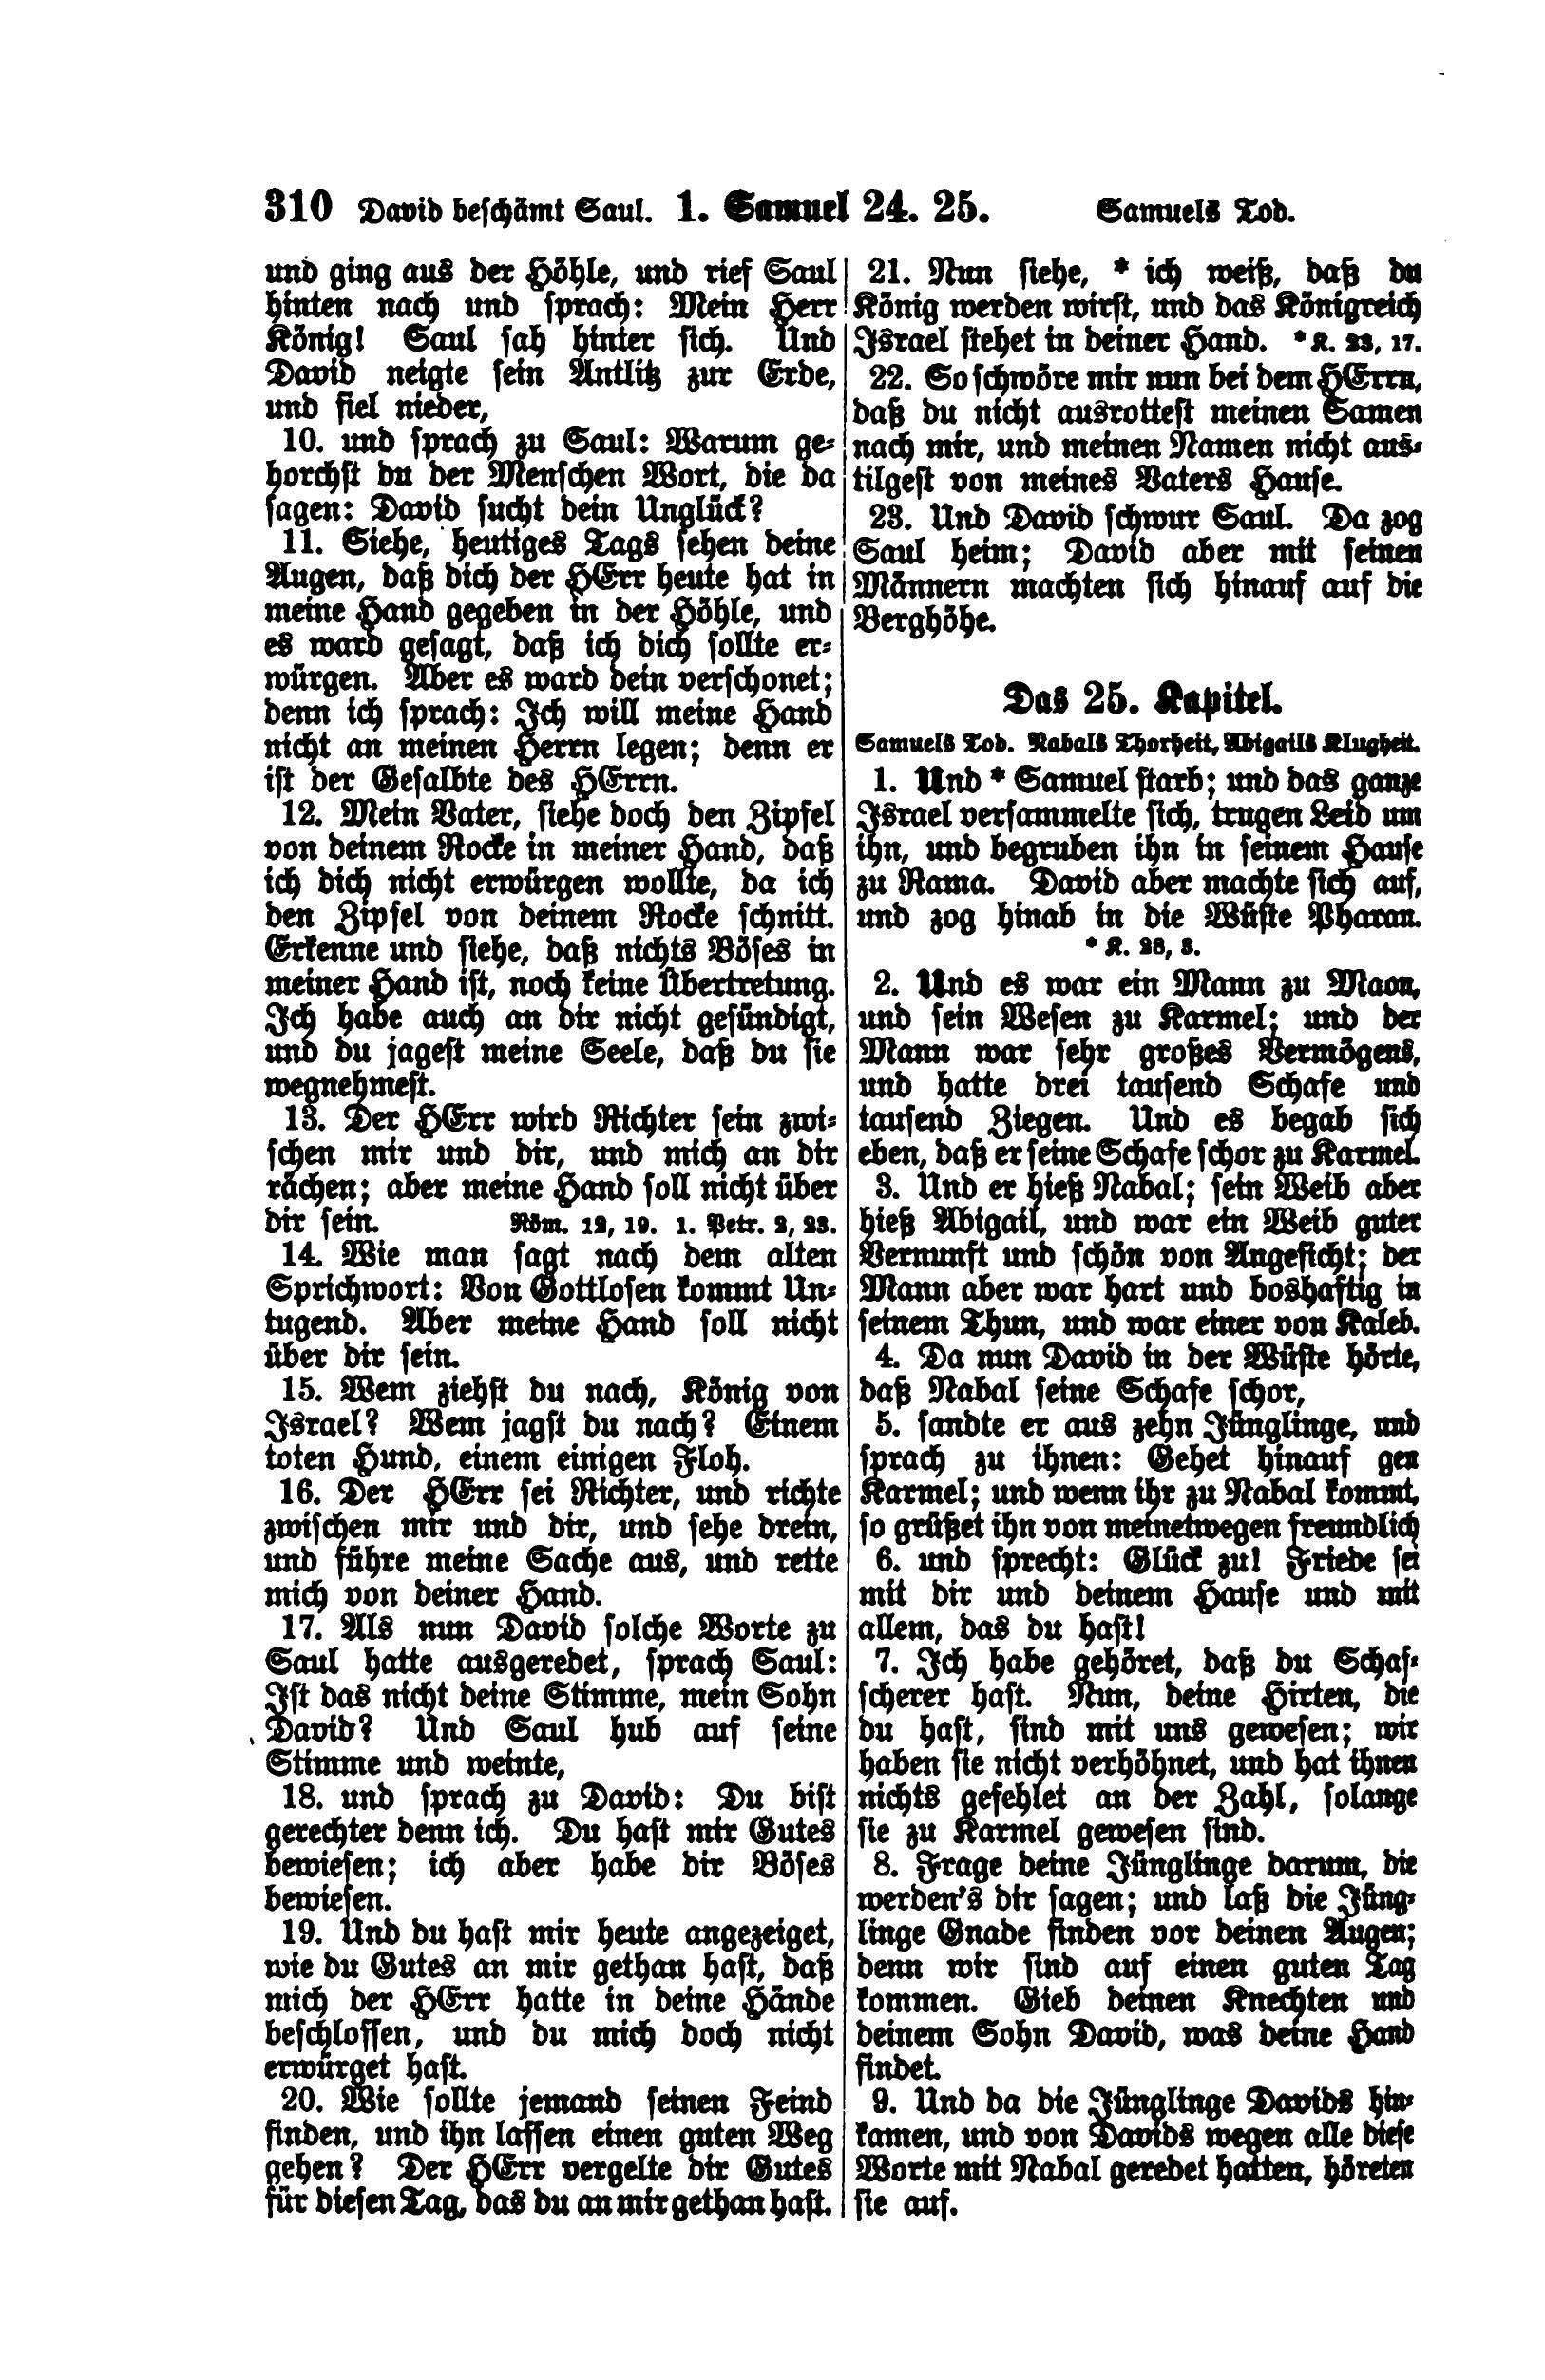 310 David beschämt Saul. 1. Samuel 24. 25. Samuels Tod.
und ging aus der Höhle, und rief Saul
hinten nach und sprach: Mein Herr
König! Saul sah hinter sich. Und
David neigte sein Antlitz zur Erde,
und fiel nieder,
10. und sprach zu Saul: Warum ge-
horchst du der Menschen Wort, die da
sagen: David sucht dein Unglück?
11. Siehe, heutiges Tags sehen deine
Augen, daß dich der HErr heute hat in
meine Hand gegeben in der Höhle, und
es ward gesagt, daß ich dich sollte er-
würgen. Aber es ward dein verschonet;
denn ich sprach: Ich will meine Hand
nicht an meinen Herrn legen; denn er
ist der Gesalbte des HErrn.
12. Mein Vater, siehe doch den Zipfel
von deinem Rocke in meiner Hand, daß
ich dich nicht erwürgen wollte, da ich
den Zipfel von deinem Rocke schnitt.
Erkenne und siehe, daß nichts Böses in
meiner Hand ist, noch keine Übertretung.
Ich habe auch an dir nicht gesündigt,
und du jagest meine Seele, daß du sie
wegnehmest.
13. Der HErr wird Richter sein zwi-
schen mir und dir, und mich an dir
rächen; aber meine Hand soll nicht über
dir sein. Röm. 12, 19. 1. Petr. 2, 23.
14. Wie man sagt nach dem alten
Sprichwort: Von Gottlosen kommt Un-
tugend. Aber meine Hand soll nicht
über dir sein.
15. Wem ziehst du nach, König von
Israel? Wem jagst du nach? Einem
toten Hund, einem einigen Floh.
16. Der HErr sei Richter, und richte
zwischen mir und dir, und sehe drein,
und führe meine Sache aus, und rette
mich von deiner Hand.
17. Als nun David solche Worte zu
Saul hatte ausgeredet, sprach Saul:
Ist das nicht deine Stimme, mein Sohn
David? Und Saul hub auf seine
Stimme und weinte,
18. und sprach zu David: Du bist
gerechter denn ich. Du hast mir Gutes
bewiesen; ich aber habe dir Böses
bewiesen.
19. Und du hast mir heute angezeiget,
wie du Gutes an mir gethan hast, daß
mich der HErr hatte in deine Hände
beschlossen, und du mich doch nicht
erwürget hast.
20. Wie sollte jemand seinen Feind
finden, und ihn lassen einen guten Weg
gehen? Der HErr vergelte dir Gutes
für diesen Tag, das du an mir gethan hast.
21. Nun siehe, * ich weiß, daß du
König werden wirst, und das Königreich
Israel stehet in deiner Hand. * K. 23, 17.
22. So schwöre mir nun bei dem HErrn,
daß du nicht ausrottest meinen Samen
nach mir, und meinen Namen nicht aus-
tilgest von meines Vaters Hause.
23. Und David schwur Saul. Da zog
Saul heim; David aber mit seinen
Männern machten sich hinauf auf die
Berghöhe.
Das 25. Kapitel.
Samuels Tod. Nabals Thorheit, Abigails Klugheit.
1. Und * Samuel starb; und das ganze
Israel versammelte sich, trugen Leid um
ihn, und begruben ihn in seinem Hause
zu Rama. David aber machte sich auf,
und zog hinab in die Wüste Pharan.
* K. 28, 3.
2. Und es war ein Mann zu Maon,
und sein Wesen zu Karmel; und der
Mann war sehr großes Vermögens,
und hatte drei tausend Schafe und
tausend Ziegen. Und es begab sich
eben, daß er seine Schafe schor zu Karmel.
3. Und er hieß Nabal; sein Weib aber
hieß Abigail, und war ein Weib guter
Vernunft und schön von Angesicht; der
Mann aber war hart und boshaftig in
seinem Thun, und war einer von Kaleb.
4. Da nun David in der Wüste hörte,
daß Nabal seine Schafe schor,
5. sandte er aus zehn Jünglinge, und
sprach zu ihnen: Gehet hinauf gen
Karmel; und wenn ihr zu Nabal kommt,
so grüßet ihn von meinetwegen freundlich
6. und sprecht: Glück zu! Friede sei
mit dir und deinem Hause und mit
allem, das du hast!
7. Ich habe gehöret, daß du Schaf-
scherer hast. Nun, deine Hirten, die
du hast, sind mit uns gewesen; wir
haben sie nicht verhöhnet, und hat ihnen
nichts gefehlet an der Zahl, solange
sie zu Karmel gewesen sind.
8. Frage deine Jünglinge darum, die
werden's dir sagen; und laß die Jüng-
linge Gnade finden vor deinen Augen;
denn wir sind auf einen guten Tag
kommen. Gieb deinen Knechten und
deinem Sohn David, was deine Hand
findet.
9. Und da die Jünglinge Davids hin-
kamen, und von Davids wegen alle diese
Worte mit Nabal geredet hatten, höreten
sie auf.